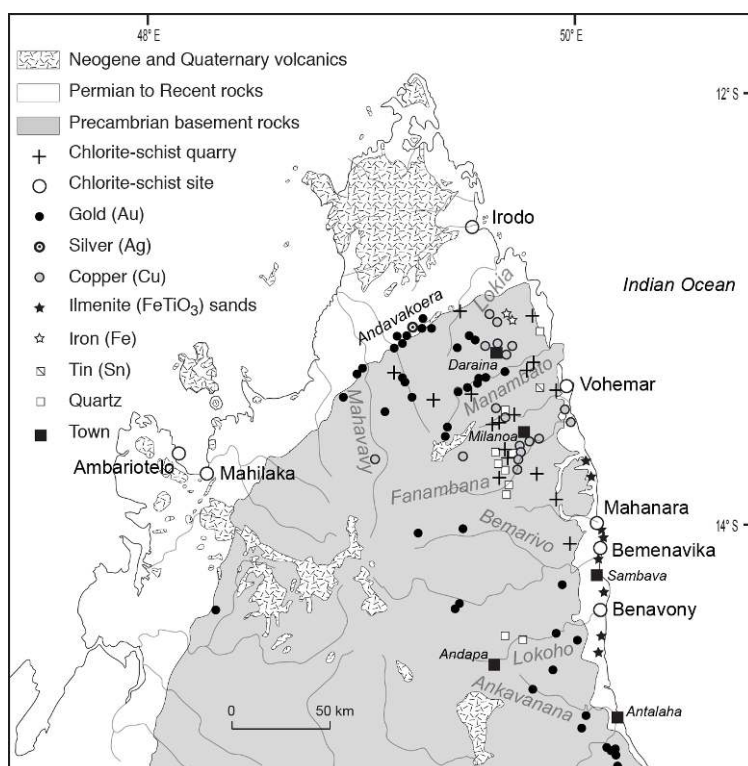 48° E
50° E
12° S
Neogene and Quaternary volcanics
Permian to Recent rocks
Precambrian basement rocks
Chlorite-schist quarry
Chlorite-schist site
Gold (Au)
Silver (Ag)
Copper (Cu)
Ilmenite (FeTiO₃) sands
Iron (Fe)
Tin (Sn)
Quartz
Town
Irodo
Indian Ocean
Lokia
Andavakoera
Daraina
Manambato
Vohemar
Mahavavy
Milanoa
Ambariotelo
Mahilaka
Fanambana
Mahanara
14° S
Bemarivo
Bemenavika
Sambava
Benavony
Andapa
Lokoho
Ankavanana
Antalaha
0 50 km